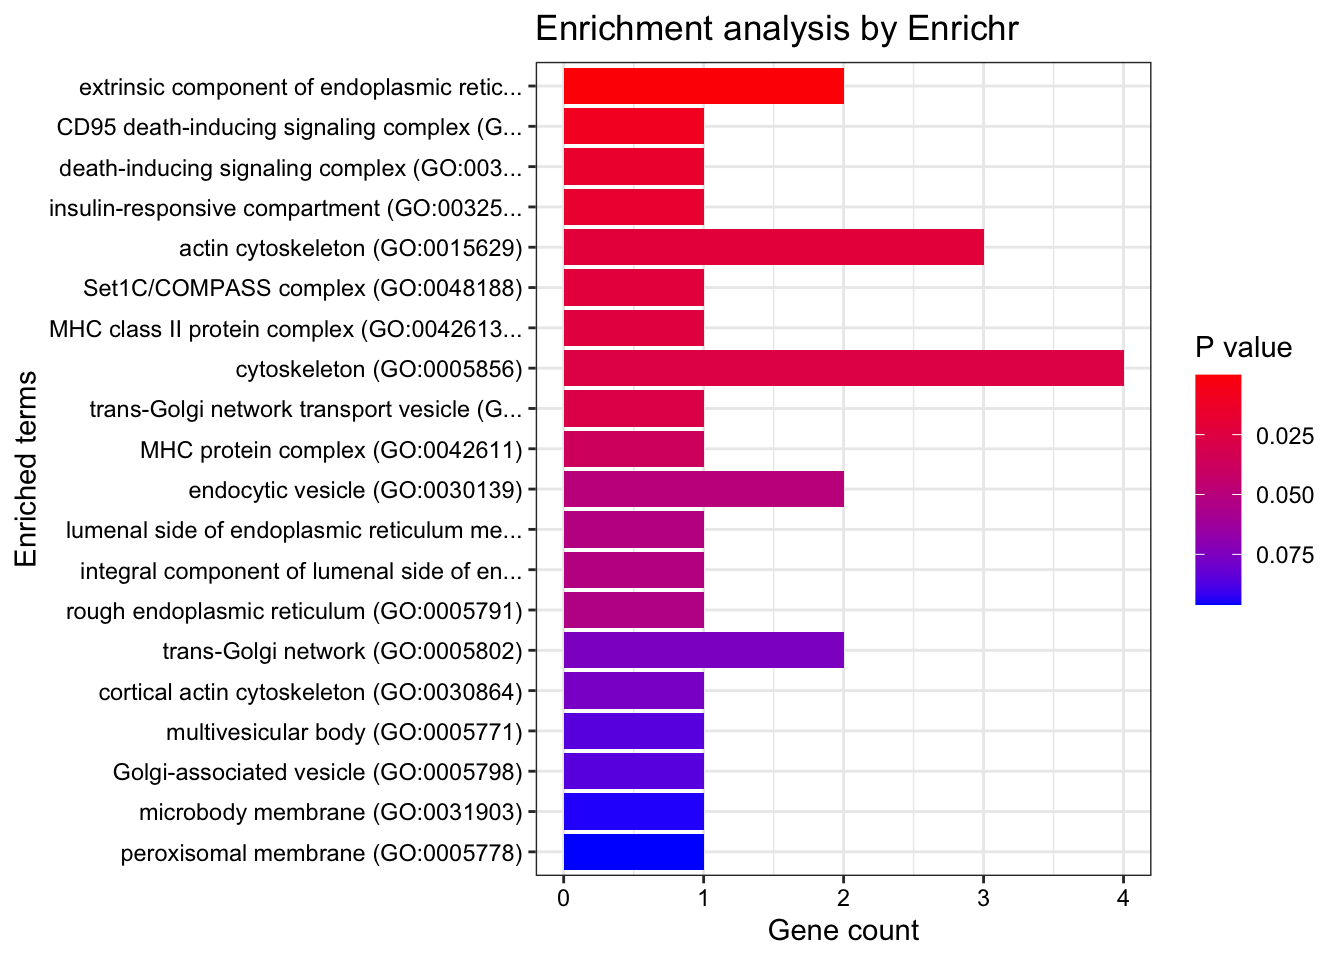 Enrichment analysis by Enrichr
Enriched terms
extrinsic component of endoplasmic retic...
CD95 death-inducing signaling complex (G...
death-inducing signaling complex (GO:003...
insulin-responsive compartment (GO:00325...
actin cytoskeleton (GO:0015629)
Set1C/COMPASS complex (GO:0048188)
MHC class II protein complex (GO:0042613...
cytoskeleton (GO:0005856)
trans-Golgi network transport vesicle (G...
MHC protein complex (GO:0042611)
endocytic vesicle (GO:0030139)
lumenal side of endoplasmic reticulum me...
integral component of lumenal side of en...
rough endoplasmic reticulum (GO:0005791)
trans-Golgi network (GO:0005802)
cortical actin cytoskeleton (GO:0030864)
multivesicular body (GO:0005771)
Golgi-associated vesicle (GO:0005798)
microbody membrane (GO:0031903)
peroxisomal membrane (GO:0005778)
0 1 2 3 4
Gene count
P value
0.025
0.050
0.075